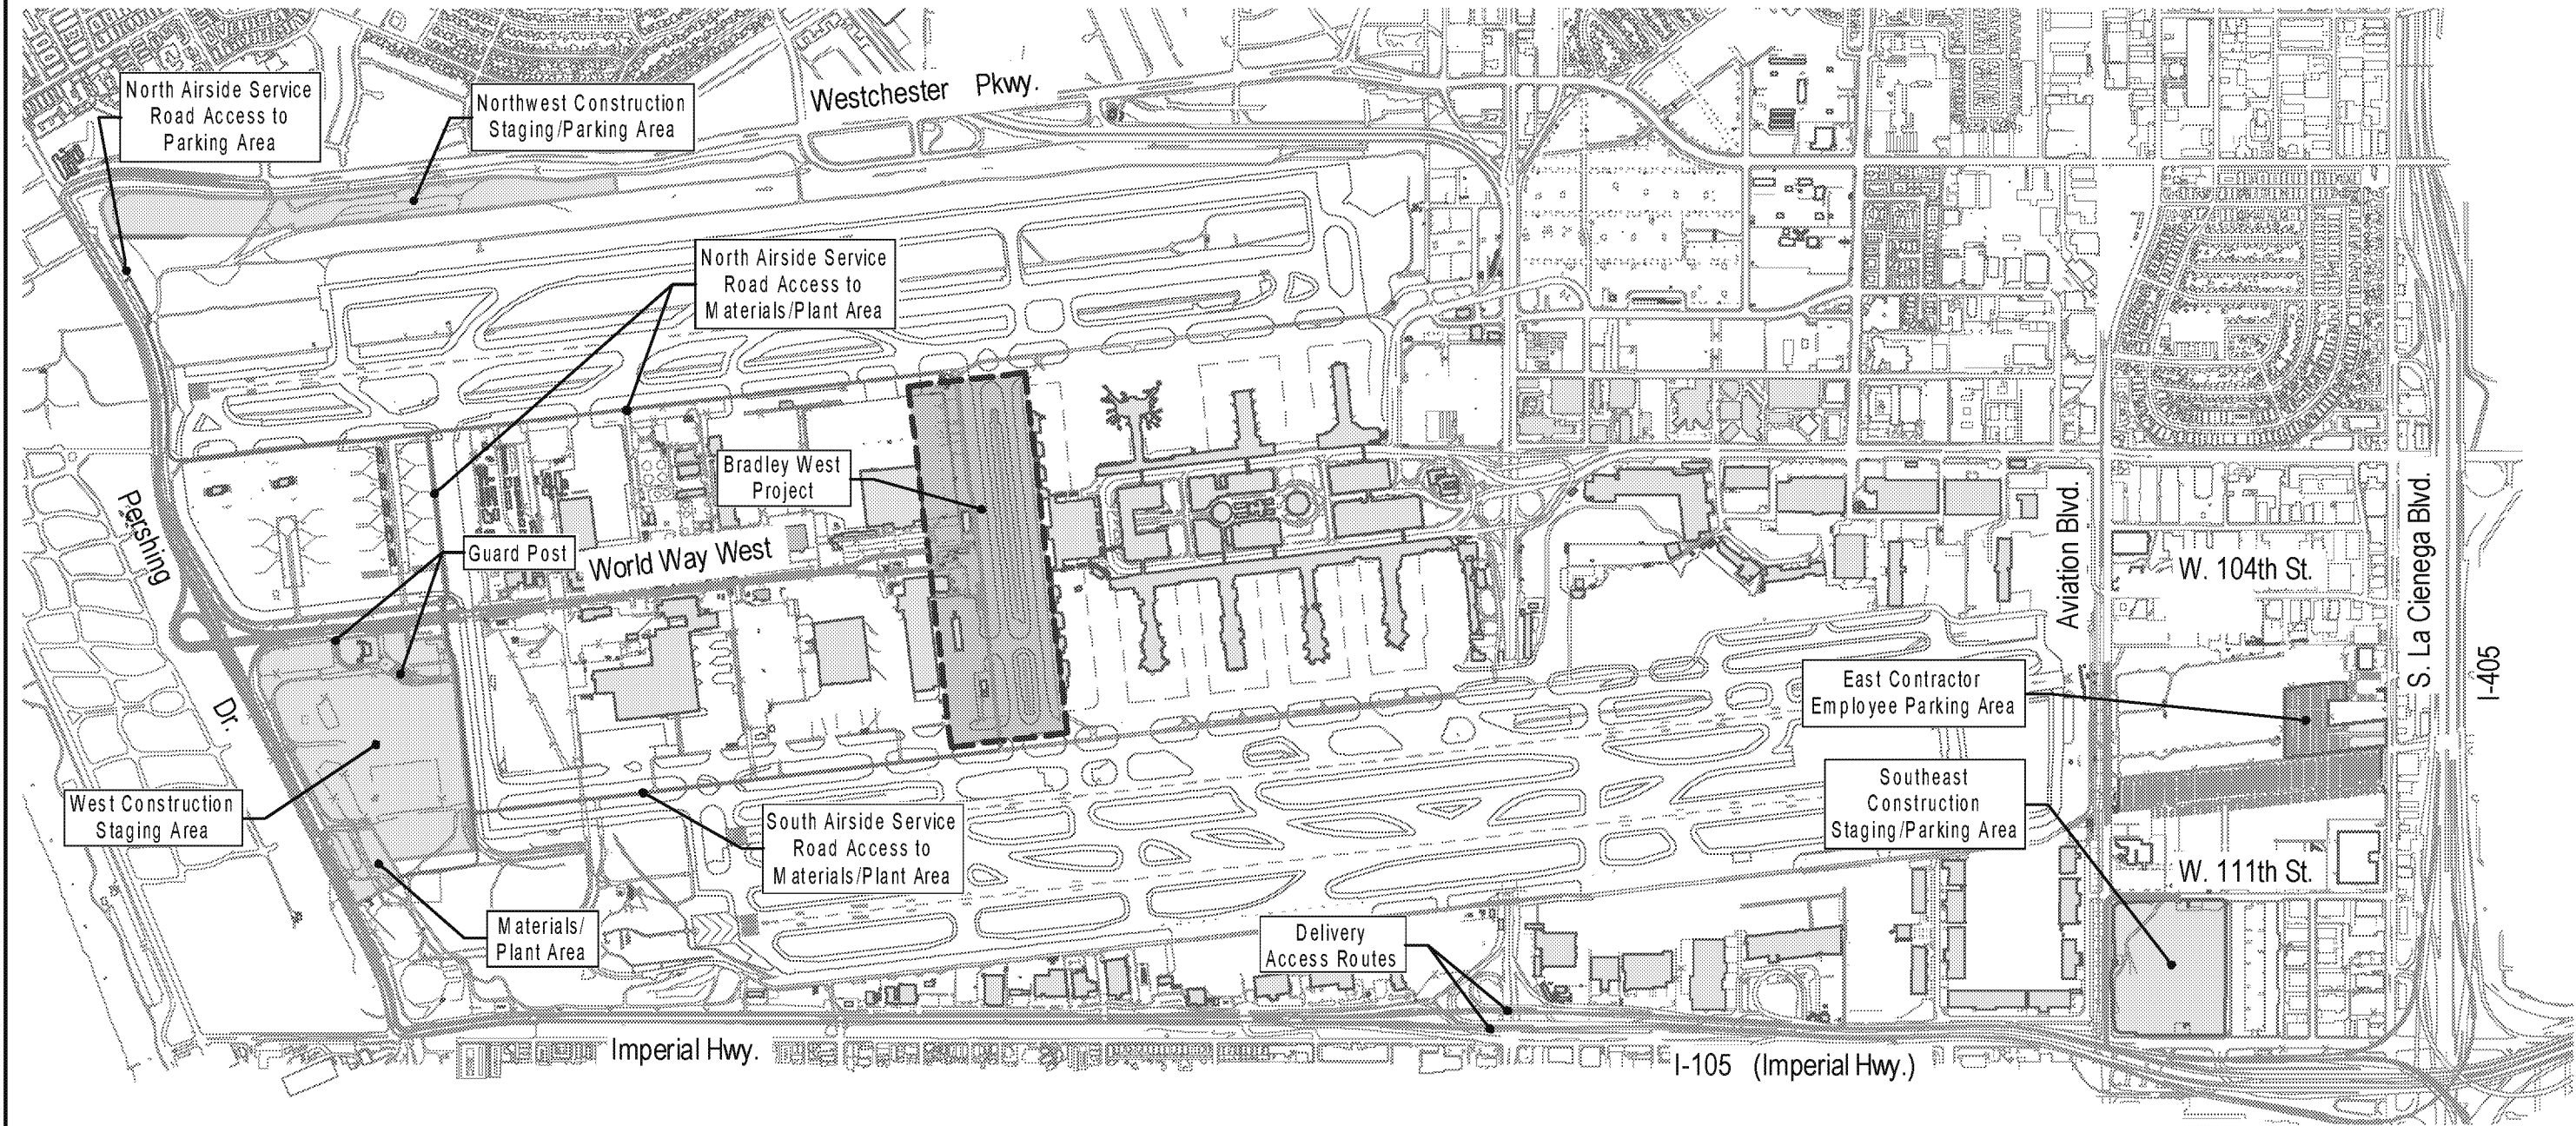 North Airside Service
Road Access to
Parking Area
Northwest Construction
Staging/Parking Area
Westchester Pkwy.
North Airside Service
Road Access to
Materials/Plant Area
Bradley West
Project
Pershing
Guard Post
World Way West
Aviation Blvd.
W. 104th St.
S. La Cienega Blvd.
I-405
Dr.
East Contractor
Employee Parking Area
West Construction
Staging Area
South Airside Service
Road Access to
Materials/Plant Area
Southeast
Construction
Staging/Parking Area
W. 111th St.
Materials/
Plant Area
Delivery
Access Routes
Imperial Hwy.
I-105 (Imperial Hwy.)